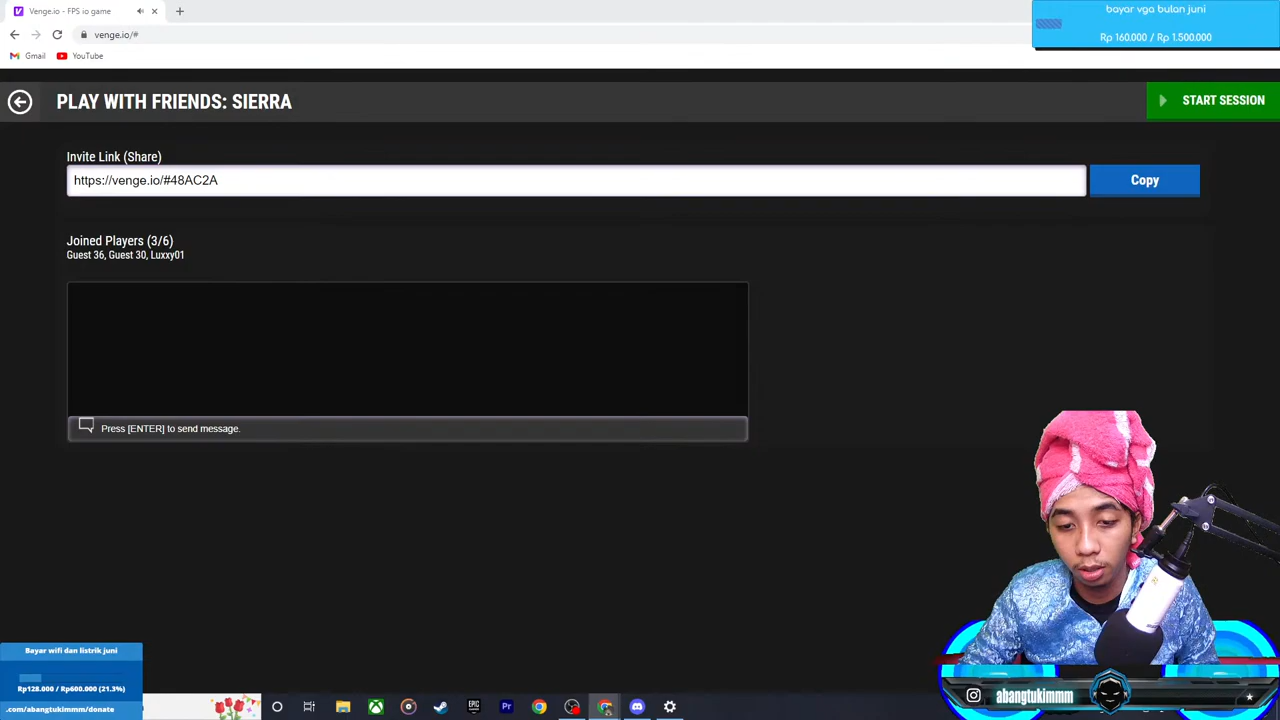 Venge.io - FPS io game
venge.io/#
Gmail
YouTube
bayar vga bulan juni
Rp 160.000 / Rp 1.500.000
PLAY WITH FRIENDS: SIERRA
START SESSION
Invite Link (Share)
https://venge.io/#48AC2A
Copy
Joined Players (3/6)
Guest 36, Guest 30, Luxxy01
Press [ENTER] to send message.
Bayar wifi dan listrik juni
Rp128.000 / Rp600.000 (21.3%)
.com/abangtukimmm/donate
EPIC
Pr
abangtukimmm